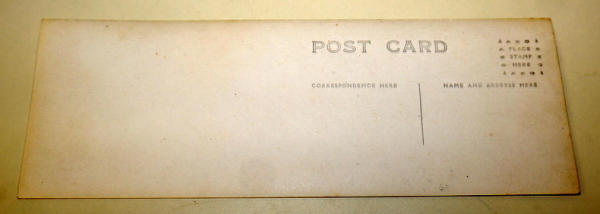 POST CARD
PLACE
STAMP
HERE
CORRESPONDENCE HERE
NAME AND ADDRESS HERE